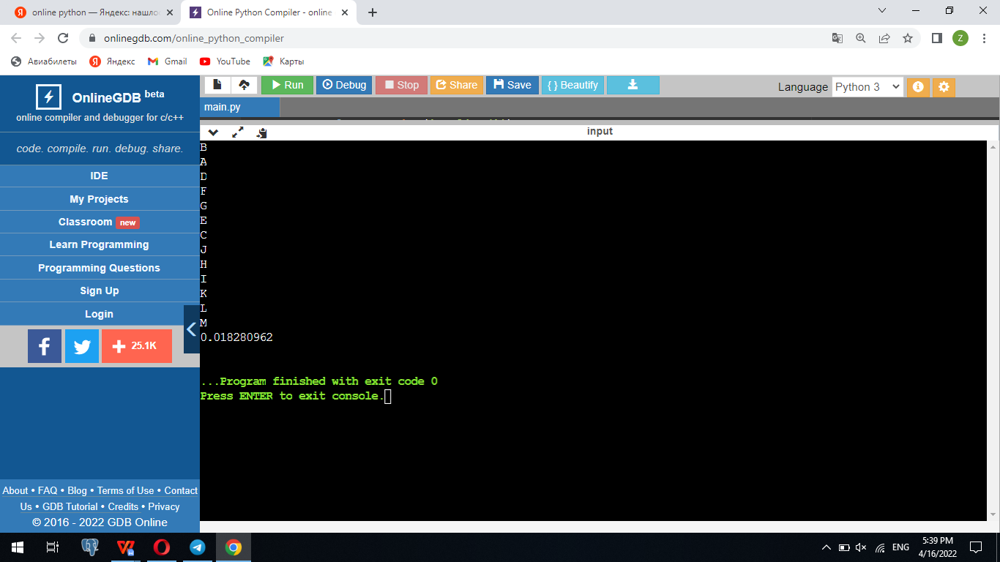 online python — Яндекс: нашло
Online Python Compiler - online
onlinegdb.com/online_python_compiler
Z
Авиабилеты
Яндекс
Gmail
YouTube
Карты
OnlineGDB beta
online compiler and debugger for c/c++
code. compile. run. debug. share.
IDE
My Projects
Classroom new
Learn Programming
Programming Questions
Sign Up
Login
25.1K
About • FAQ • Blog • Terms of Use • Contact
Us • GDB Tutorial • Credits • Privacy
© 2016 - 2022 GDB Online
Run
Debug
Stop
Share
Save
{ } Beautify
Language
Python 3
main.py
input
B
A
D
F
G
E
C
J
H
I
K
L
M
0.018280962
...Program finished with exit code 0
Press ENTER to exit console.
ENG
5:39 PM
4/16/2022